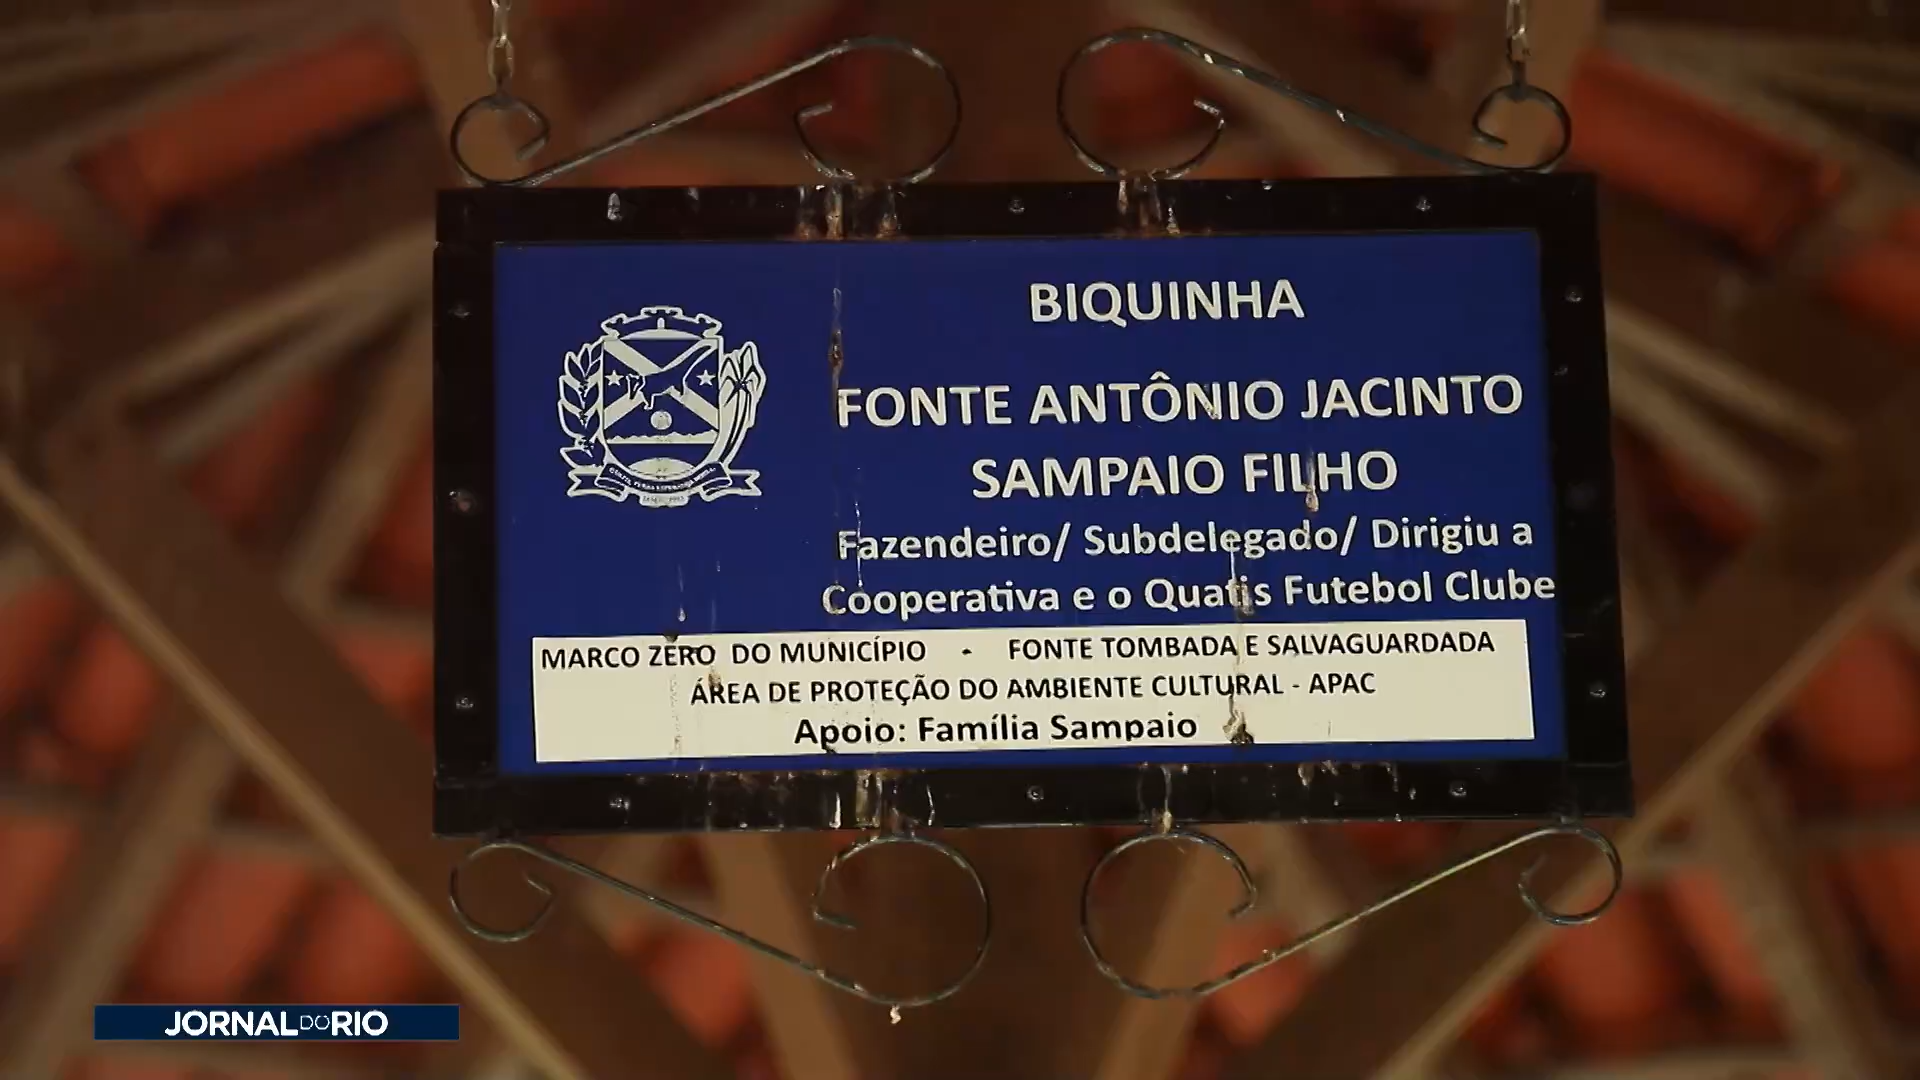 BIQUINHA
FONTE ANTÔNIO JACINTO
SAMPAIO FILHO
Fazendeiro/ Subdelegado/ Dirigiu a
Cooperativa e o Quatis Futebol Clube
MARCO ZERO DO MUNICÍPIO - FONTE TOMBADA E SALVAGUARDADA
ÁREA DE PROTEÇÃO DO AMBIENTE CULTURAL - APAC
Apoio: Família Sampaio
JORNAL DO RIO